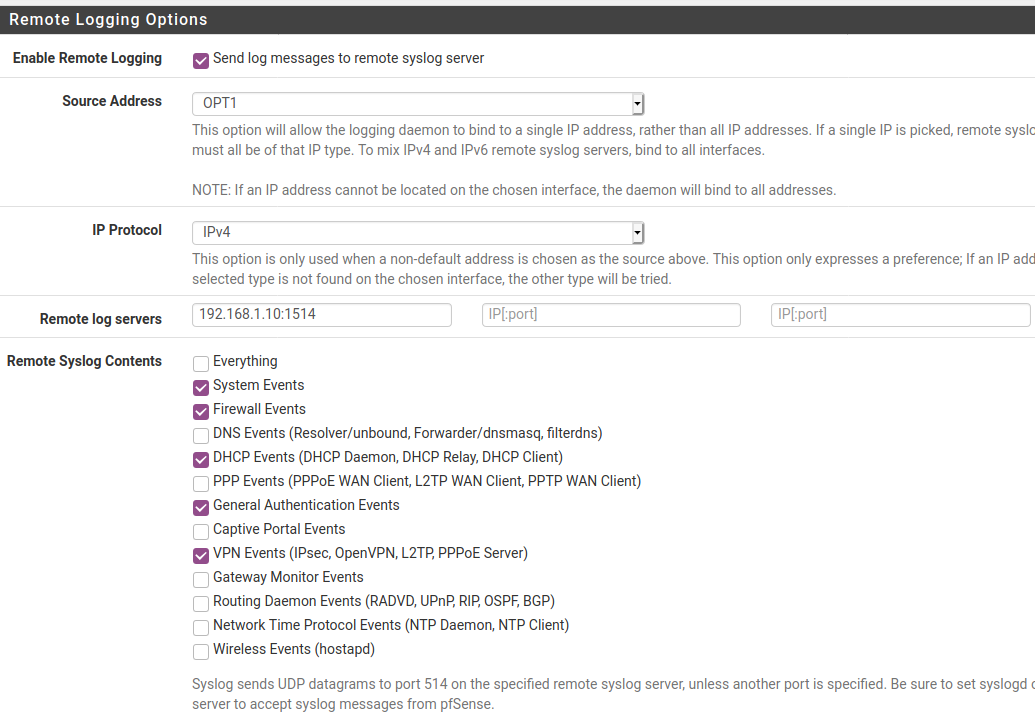 Remote Logging Options
Enable Remote Logging Send log messages to remote syslog server
Source Address OPT1
This option will allow the logging daemon to bind to a single IP address, rather than all IP addresses. If a single IP is picked, remote
must all be of that IP type. To mix IPv4 and IPv6 remote syslog servers, bind to all interfaces.
NOTE: If an IP address cannot be located on the chosen interface, the daemon will bind to all addresses.
IP Protocol IPv4
This option is only used when a non-default address is chosen as the source above. This option only expresses a preference; If an IP
selected type is not found on the chosen interface, the other type will be tried.
Remote log servers 192.168.1.10:1514 IP[:port] IP[:port]
Remote Syslog Contents Everything
System Events
Firewall Events
DNS Events (Resolver/unbound, Forwarder/dnsmasq, filterdns)
DHCP Events (DHCP Daemon, DHCP Relay, DHCP Client)
PPP Events (PPPoE WAN Client, L2TP WAN Client, PPTP WAN Client)
General Authentication Events
Captive Portal Events
VPN Events (IPsec, OpenVPN, L2TP, PPPoE Server)
Gateway Monitor Events
Routing Daemon Events (RADVD, UPnP, RIP, OSPF, BGP)
Network Time Protocol Events (NTP Daemon, NTP Client)
Wireless Events (hostapd)
Syslog sends UDP datagrams to port 514 on the specified remote syslog server, unless another port is specified. Be sure to set syslogd
server to accept syslog messages from pfSense.